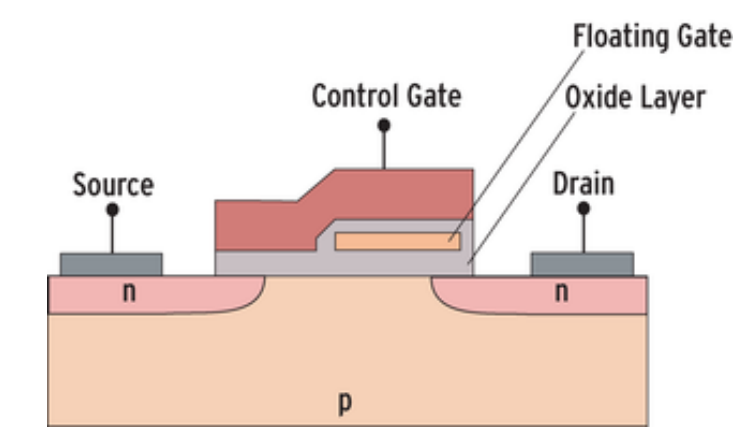 Floating Gate
Control Gate
Oxide Layer
Source
Drain
n
n
p